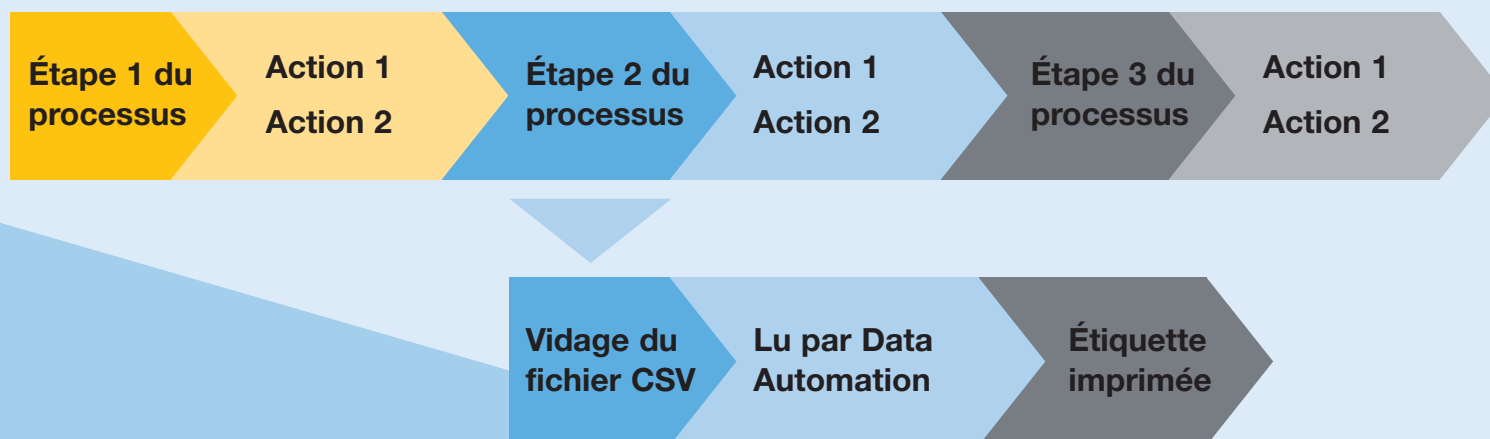 Étape 1 du
processus
Action 1
Action 2
Étape 2 du
processus
Action 1
Action 2
Étape 3 du
processus
Action 1
Action 2
Vidage du
fichier CSV
Lu par Data
Automation
Étiquette
imprimée